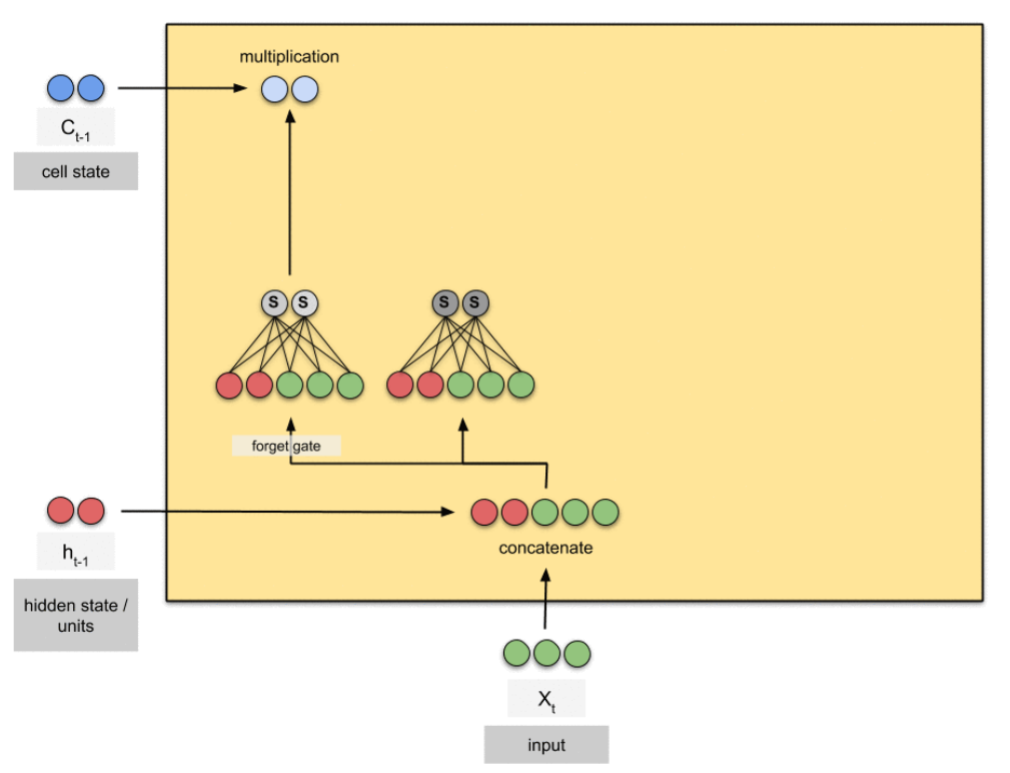 multiplication
C t-1
cell state
S S
S S
forget gate
h t-1
concatenate
hidden state /
units
X t
input